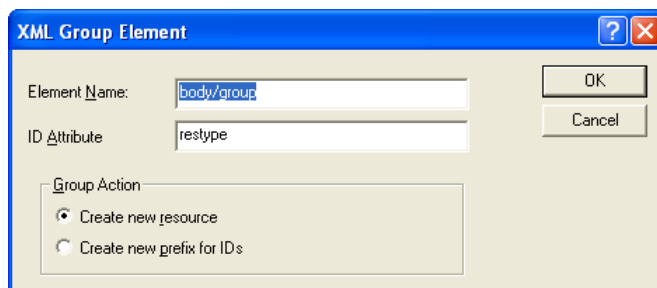 XML Group Element
Element Name: body/group OK
ID Attribute restype Cancel
Group Action
Create new resource
Create new prefix for IDs